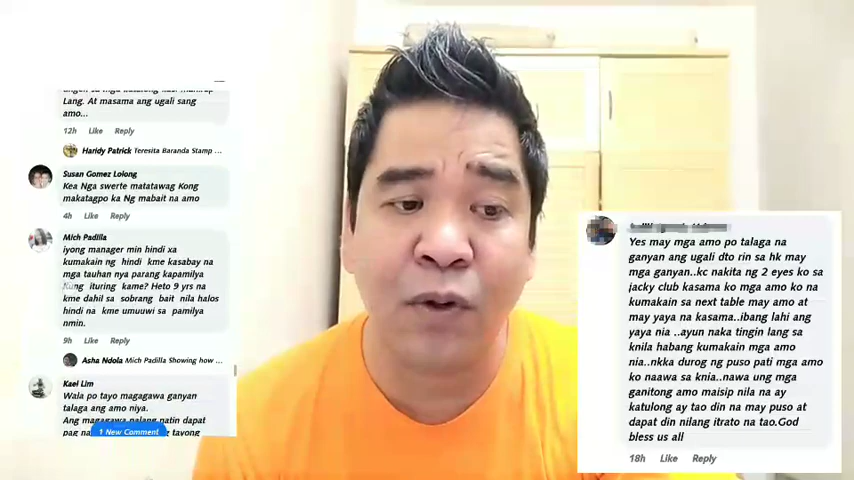 Lang. At masama ang ugali sang
amo...
12h Like Reply
Haridy Patrick Teresita Baranda Stamp ...
Susan Gomez Lolong
Kea Nga swerte matatawag Kong
makatagpo ka Ng mabait na amo
4h Like Reply
Mich Padilla
iyong manager min hindi xa
kumakain ng hindi kme kasabay na
mga tauhan nya parang kapamilya
Kung ituring kame? Heto 9 yrs na
kme dahil sa sobrang bait nila halos
hindi na kme umuuwi sa pamilya
nmin.
9h Like Reply
Asha Ndola Mich Padilla Showing how ...
Kael Lim
Wala po tayo magagawa ganyan
talaga ang amo niya.
Ang magagawa nalang natin dapat
pag na
tayong
1 New Comment
Yes may mga amo po talaga na
ganyan ang ugali dto rin sa hk may
mga ganyan..kc nakita ng 2 eyes ko sa
jacky club kasama ko mga amo ko na
kumakain sa next table may amo at
may yaya na kasama..ibang lahi ang
yaya nia ..ayun naka tingin lang sa
knila habang kumakain mga amo
nia..nkka durog ng puso pati mga amo
ko naawa sa knia..nawa ung mga
ganitong amo maisip nila na ay
katulong ay tao din na may puso at
dapat din nilang itrato na tao.God
bless us all
18h Like Reply